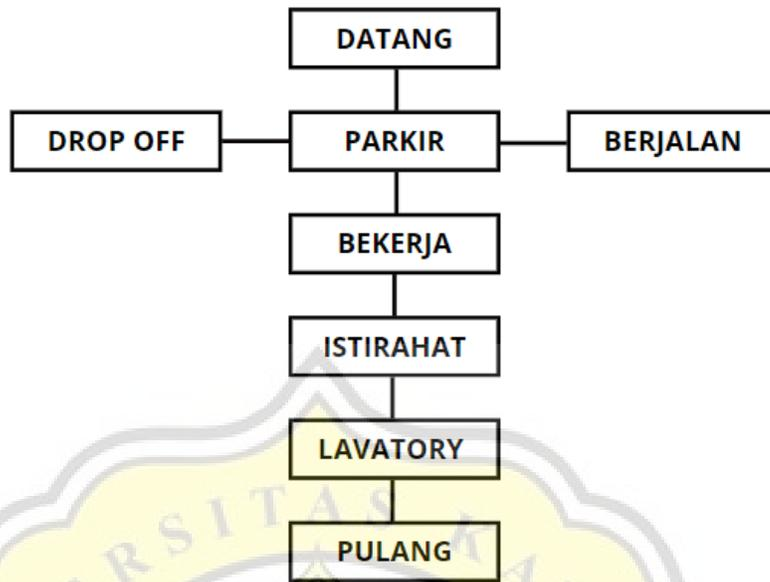 DATANG
DROP OFF
PARKIR
BERJALAN
BEKERJA
ISTIRAHAT
LAVATORY
PULANG